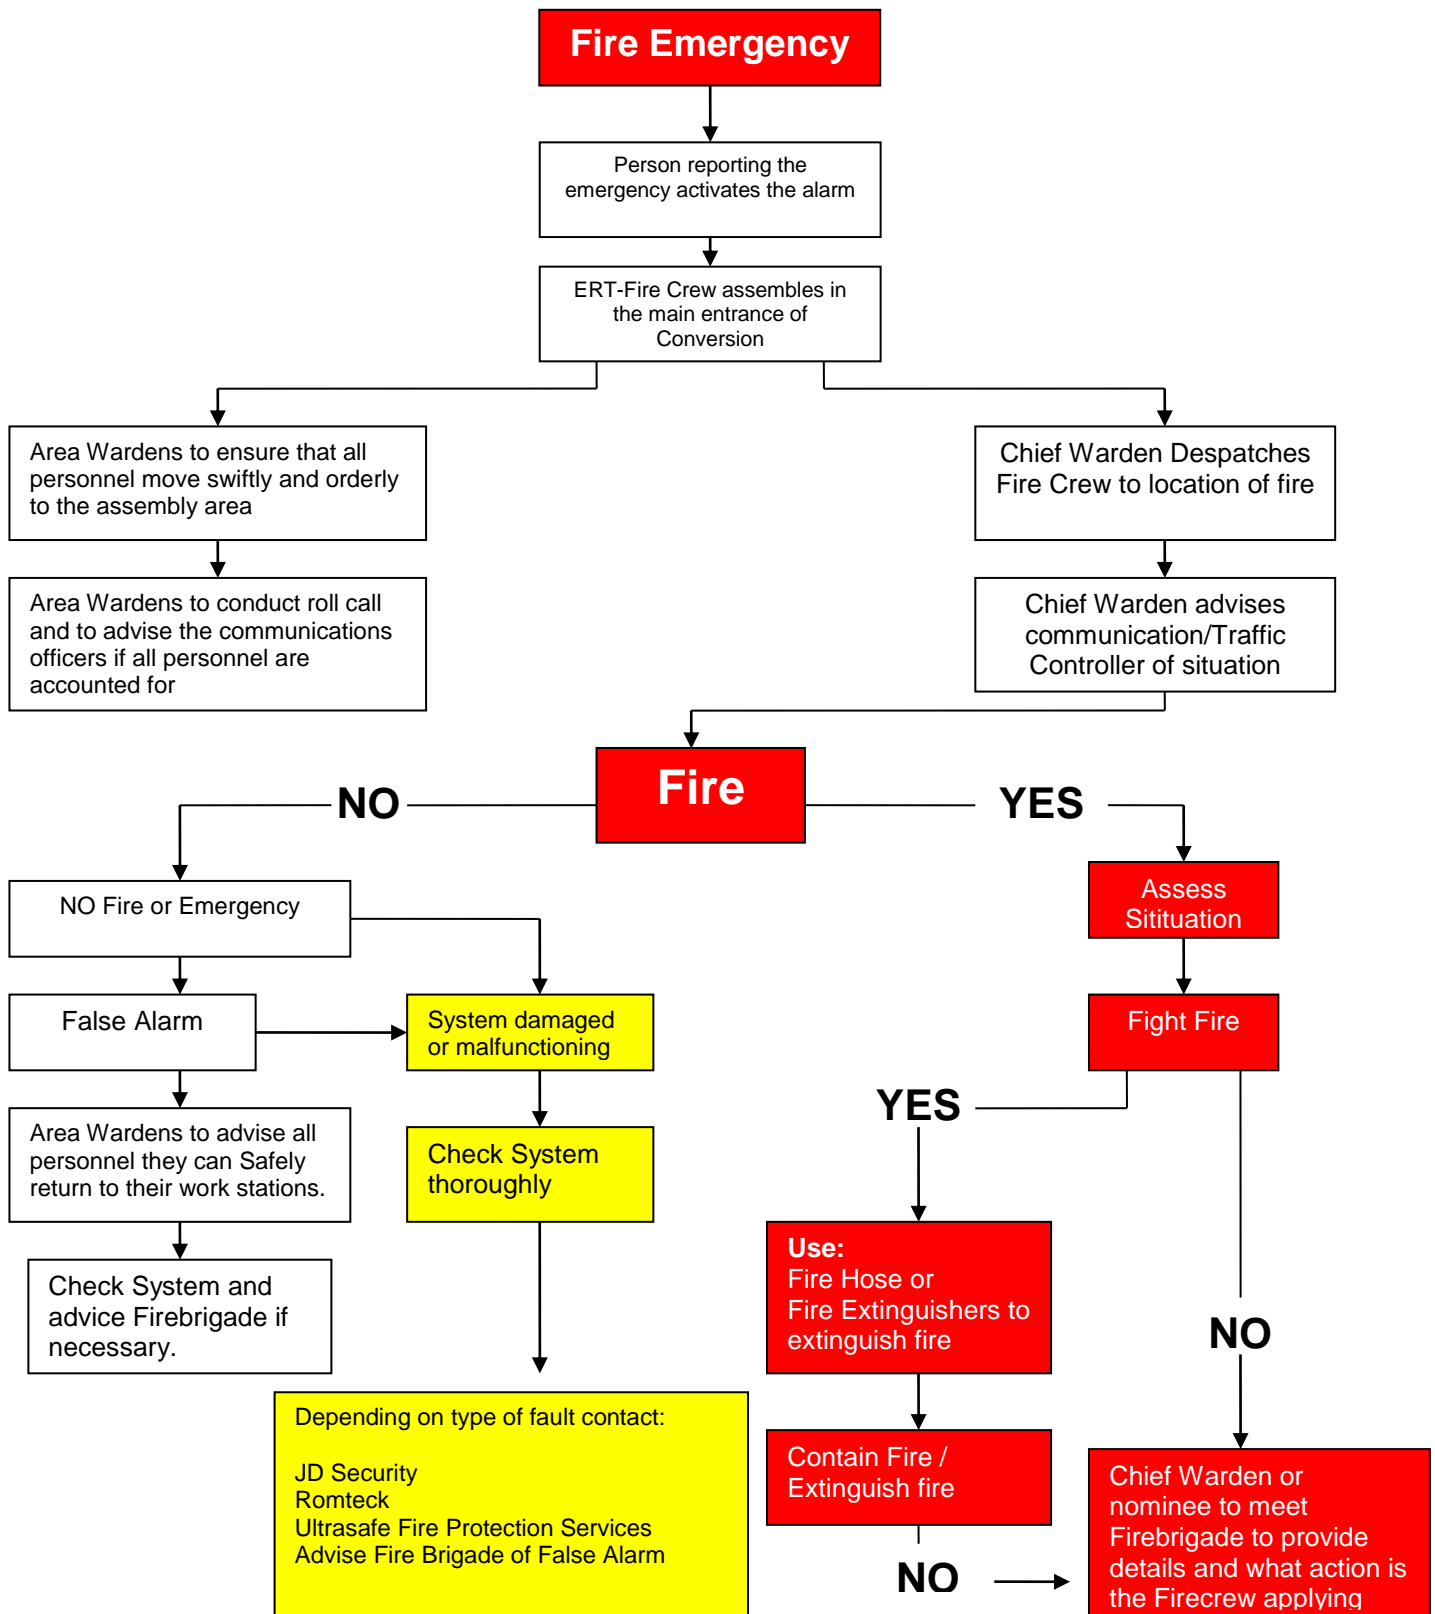 Fire Emergency
Person reporting the
emergency activates the alarm
ERT-Fire Crew assembles in
the main entrance of
Conversion
Area Wardens to ensure that all
personnel move swiftly and orderly
to the assembly area
Chief Warden Despatches
Fire Crew to location of fire
Area Wardens to conduct roll call
and to advise the communications
officers if all personnel are
accounted for
Chief Warden advises
communication/Traffic
Controller of situation
Fire
NO
YES
NO Fire or Emergency
Assess
Sitituation
False Alarm
System damaged
or malfunctioning
Fight Fire
YES
Area Wardens to advise all
personnel they can Safely
return to their work stations.
Check System
thoroughly
Use:
Fire Hose or
Fire Extinguishers to
extinguish fire
Check System and
advice Firebrigade if
necessary.
NO
Depending on type of fault contact:
JD Security
Romteck
Ultrasafe Fire Protection Services
Advise Fire Brigade of False Alarm
Contain Fire /
Extinguish fire
Chief Warden or
nominee to meet
Firebrigade to provide
details and what action is
the Firecrew applying
NO